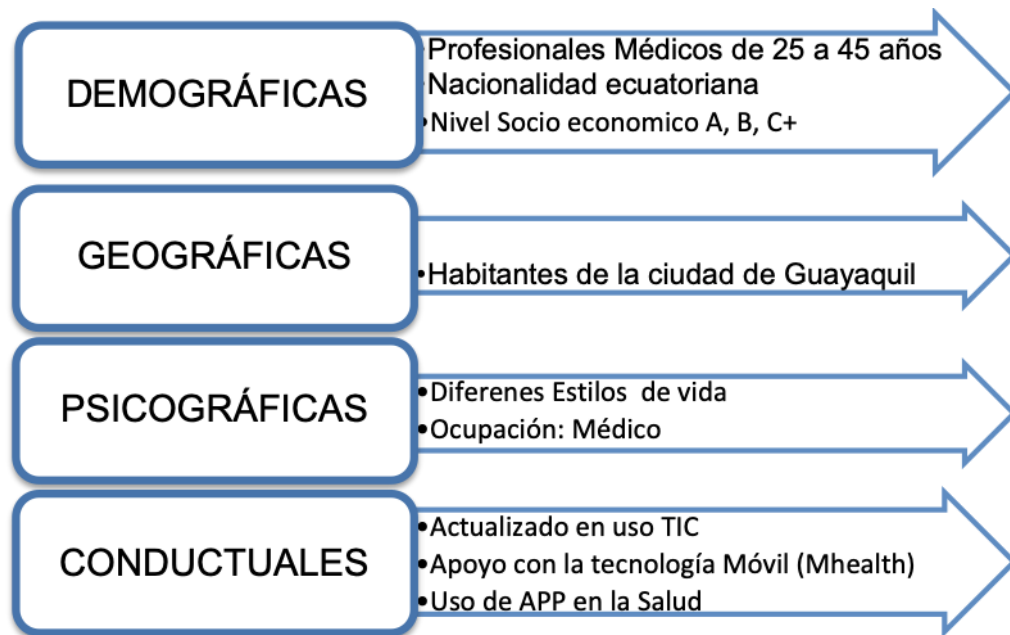 DEMOGRÁFICAS
•Profesionales Médicos de 25 a 45 años
•Nacionalidad ecuatoriana
•Nivel Socio economico A, B, C+
GEOGRÁFICAS
•Habitantes de la ciudad de Guayaquil
PSICOGRÁFICAS
•Diferenes Estilos de vida
•Ocupación: Médico
CONDUCTUALES
•Actualizado en uso TIC
•Apoyo con la tecnología Móvil (Mhealth)
•Uso de APP en la Salud